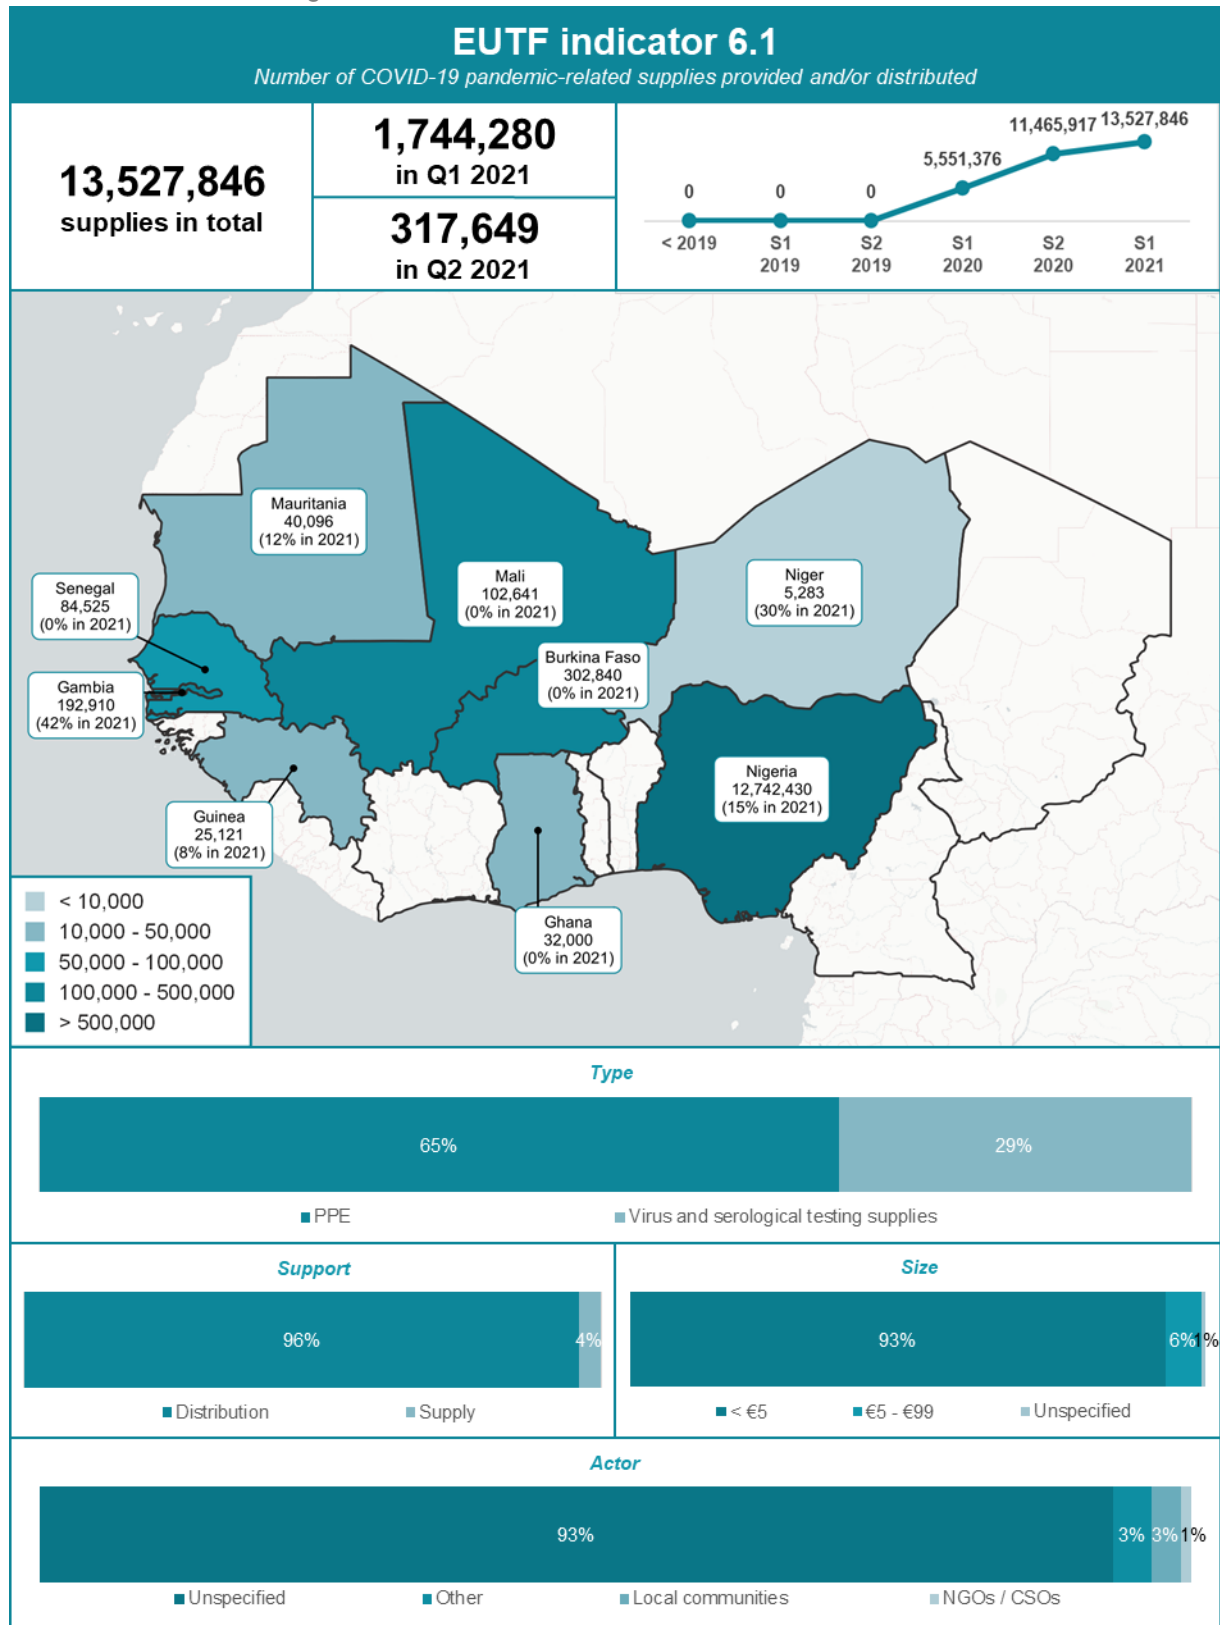 EUTF indicator 6.1
Number of COVID-19 pandemic-related supplies provided and/or distributed
13,527,846
supplies in total
1,744,280
in Q1 2021
317,649
in Q2 2021
0
0
0
5,551,376
11,465,917
13,527,846
< 2019
S1
2019
S2
2019
S1
2020
S2
2020
S1
2021
Mauritania
40,096
(12% in 2021)
Mali
102,641
(0% in 2021)
Niger
5,283
(30% in 2021)
Senegal
84,525
(0% in 2021)
Burkina Faso
302,840
(0% in 2021)
Gambia
192,910
(42% in 2021)
Nigeria
12,742,430
(15% in 2021)
Guinea
25,121
(8% in 2021)
Ghana
32,000
(0% in 2021)
< 10,000
10,000 - 50,000
50,000 - 100,000
100,000 - 500,000
> 500,000
Type
65%
29%
PPE
Virus and serological testing supplies
Support
96%
4%
Distribution
Supply
Size
93%
6%
1%
< €5
€5 - €99
Unspecified
Actor
93%
3%
3%
1%
Unspecified
Other
Local communities
NGOs / CSOs